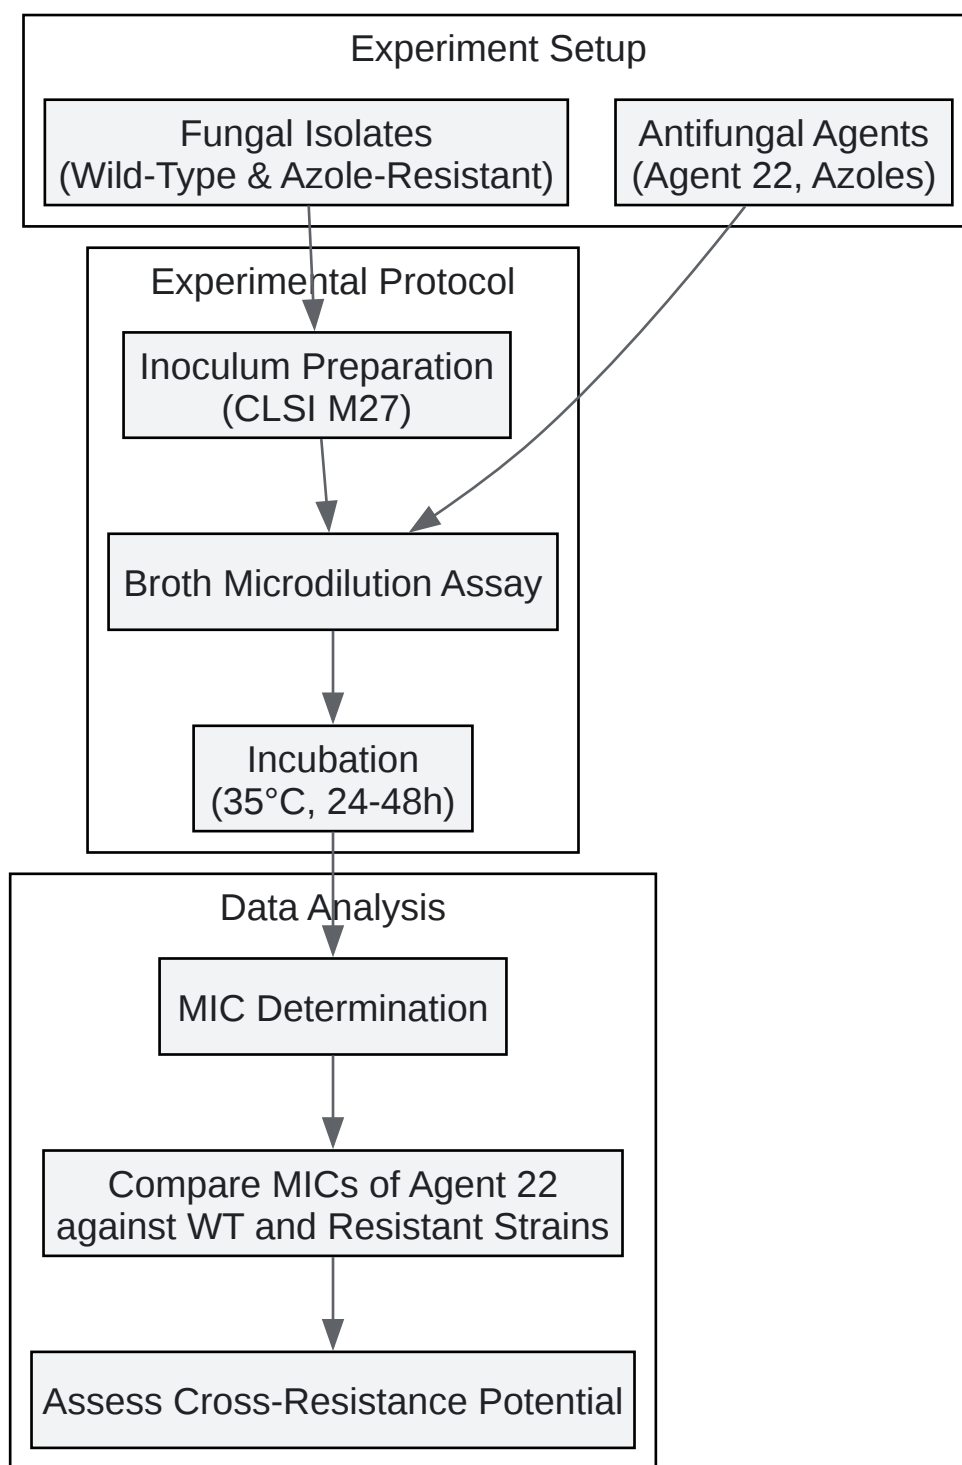 Experiment Setup
Fungal Isolates
(Wild-Type & Azole-Resistant)
Antifungal Agents
(Agent 22, Azoles)
Experimental Protocol
Inoculum Preparation
(CLSI M27)
Broth Microdilution Assay
Incubation
(35°C, 24-48h)
Data Analysis
MIC Determination
Compare MICs of Agent 22
against WT and Resistant Strains
Assess Cross-Resistance Potential